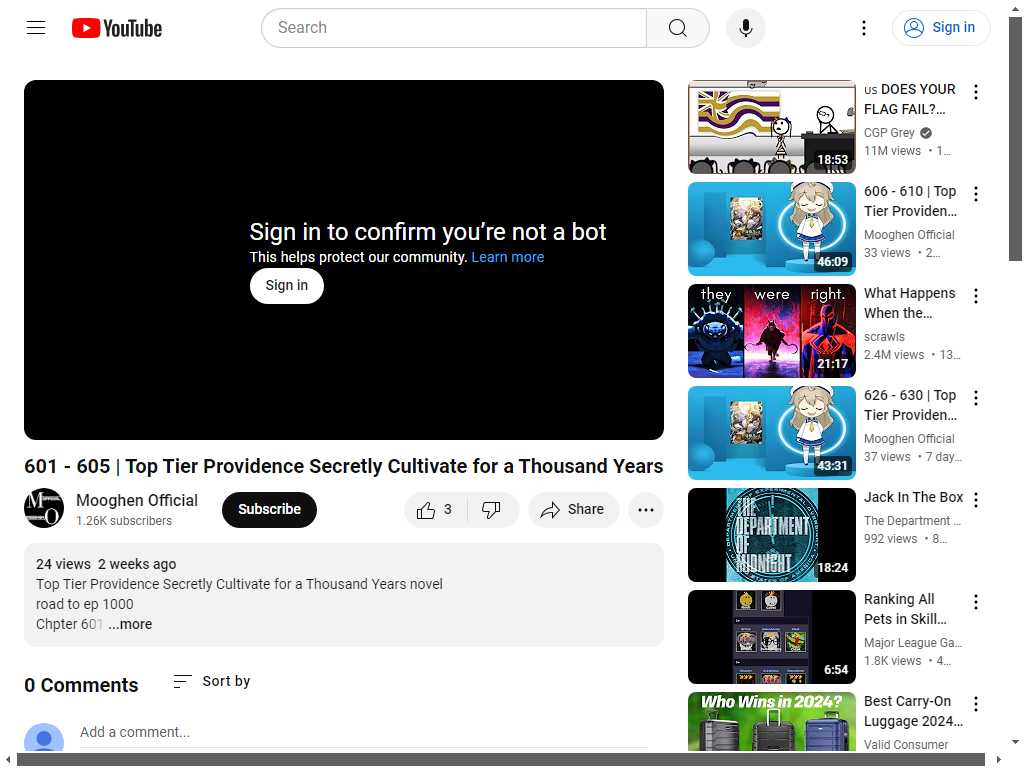 YouTube
Search
Sign in
Sign in to confirm you’re not a bot
This helps protect our community. Learn more
Sign in
601 - 605 | Top Tier Providence Secretly Cultivate for a Thousand Years
Mooghen Official
1.26K subscribers
Subscribe
3
Share
24 views 2 weeks ago
Top Tier Providence Secretly Cultivate for a Thousand Years novel
road to ep 1000
Chpter 601 ...more
0 Comments
Sort by
Add a comment...
18:53
us DOES YOUR
FLAG FAIL?...
CGP Grey
11M views • 1...
46:09
606 - 610 | Top
Tier Providen...
Mooghen Official
33 views • 2...
they were right.
21:17
What Happens
When the...
scrawls
2.4M views • 13...
43:31
626 - 630 | Top
Tier Providen...
Mooghen Official
37 views • 7 day...
THE
DEPARTMENT
OF
MIDNIGHT
18:24
Jack In The Box
The Department ...
992 views • 8...
6:54
Ranking All
Pets in Skill...
Major League Ga...
1.8K views • 4...
Who Wins in 2024?
Best Carry-On
Luggage 2024...
Valid Consumer